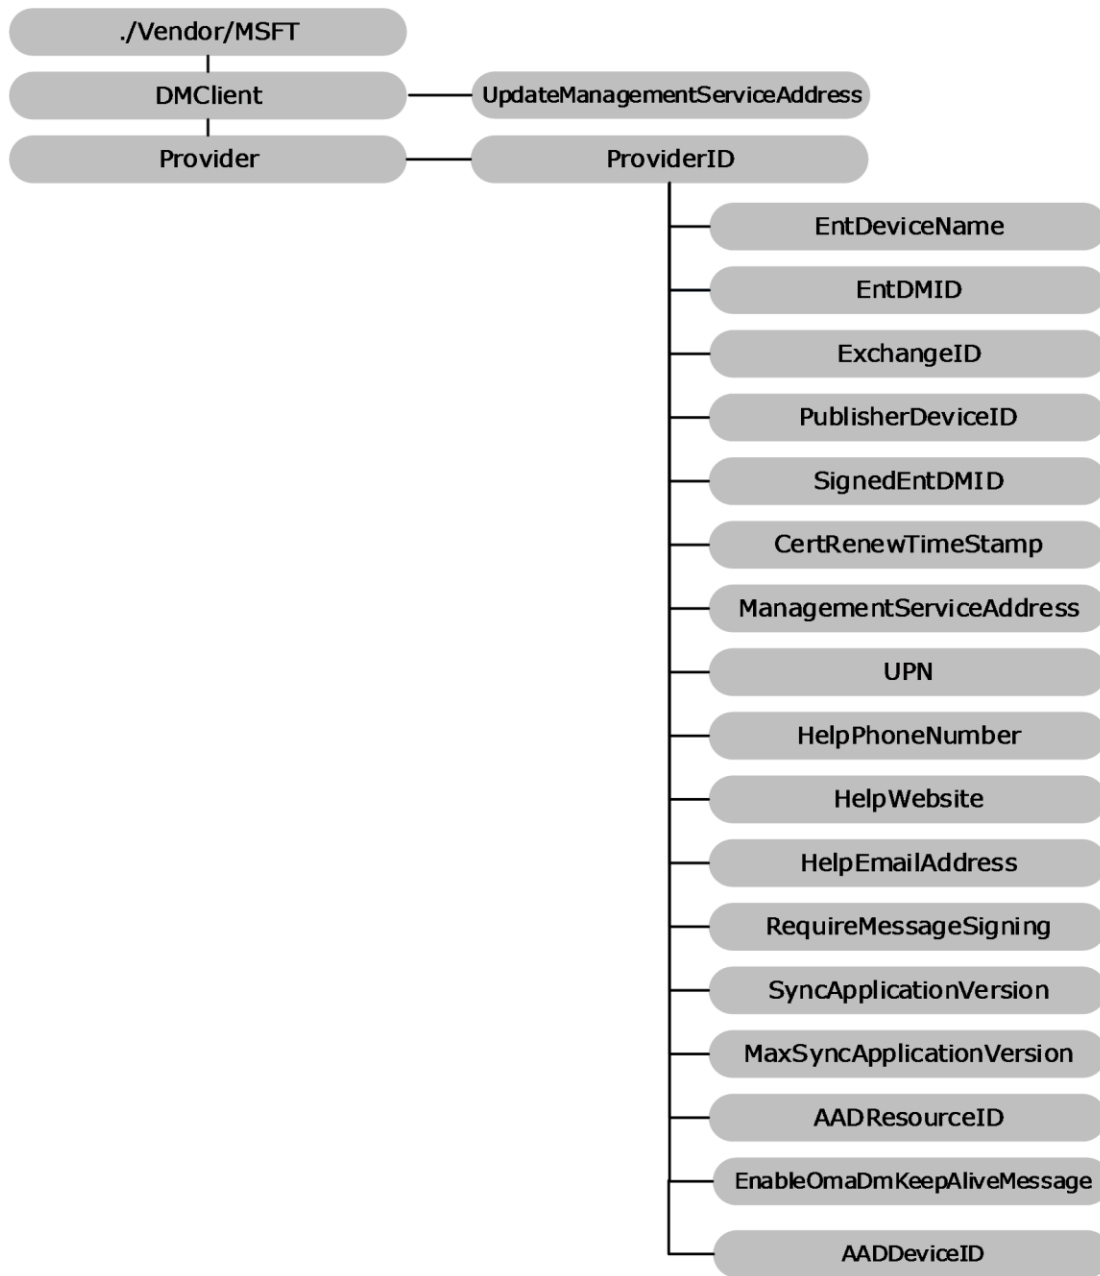 ./Vendor/MSFT
DMClient
UpdateManagementServiceAddress
Provider
ProviderID
EntDeviceName
EntDMID
ExchangeID
PublisherDeviceID
SignedEntDMID
CertRenewTimeStamp
ManagementServiceAddress
UPN
HelpPhoneNumber
HelpWebsite
HelpEmailAddress
RequireMessageSigning
SyncApplicationVersion
MaxSyncApplicationVersion
AADResourceID
EnableOmaDmKeepAliveMessage
AADDeviceID